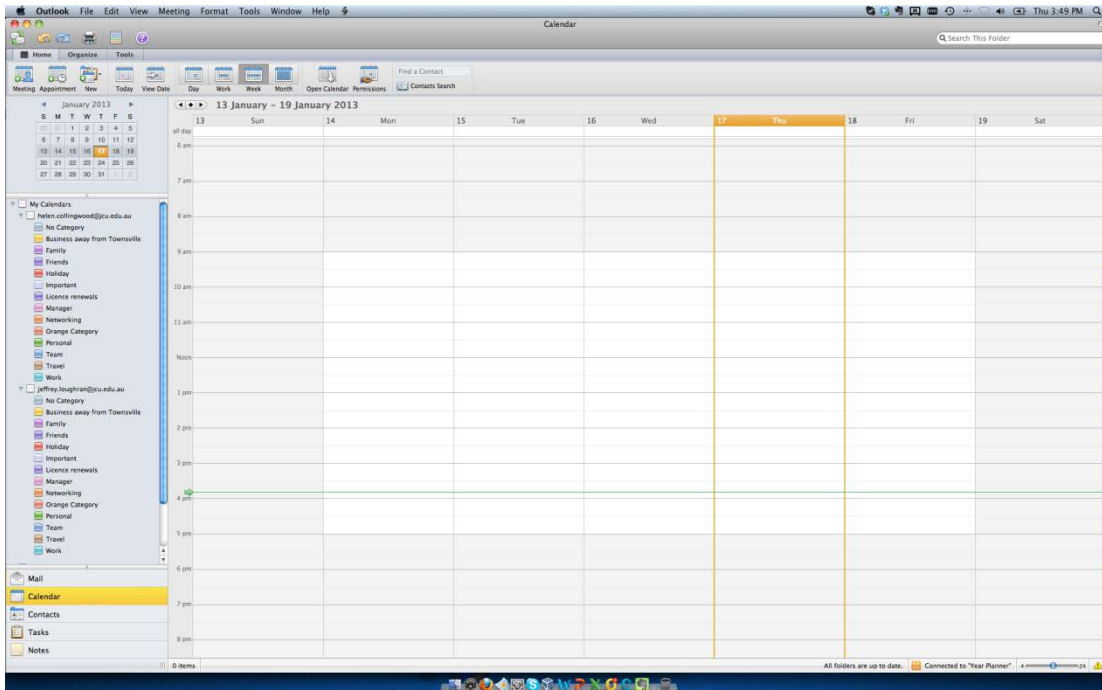 Outlook File Edit View Meeting Format Tools Window Help Thu 3:49 PM
Calendar
Search This Folder
Home Organize Tools
Meeting Appointment New Today View Date Day Work Week Month Open Calendar Permissions
Find a Contact
Contacts Search
January 2013
S M T W T F S
1 2 3 4 5
6 7 8 9 10 11 12
13 14 15 16 17 18 19
20 21 22 23 24 25 26
27 28 29 30 31
13 January - 19 January 2013
13 Sun 14 Mon 15 Tue 16 Wed 17 Thu 18 Fri 19 Sat
all day
6 am
7 am
8 am
9 am
10 am
11 am
Noon
1 pm
2 pm
3 pm
4 pm
5 pm
6 pm
7 pm
8 pm
My Calendars
helen.collingwood@jcu.edu.au
No Category
Business away from Townsville
Family
Friends
Holiday
Important
Licence renewals
Manager
Networking
Orange Category
Personal
Team
Travel
Work
jeffrey.loughran@jcu.edu.au
No Category
Business away from Townsville
Family
Friends
Holiday
Important
Licence renewals
Manager
Networking
Orange Category
Personal
Team
Travel
Work
Mail
Calendar
Contacts
Tasks
Notes
0 items All folders are up to date. Connected to "Year Planner" 4 24